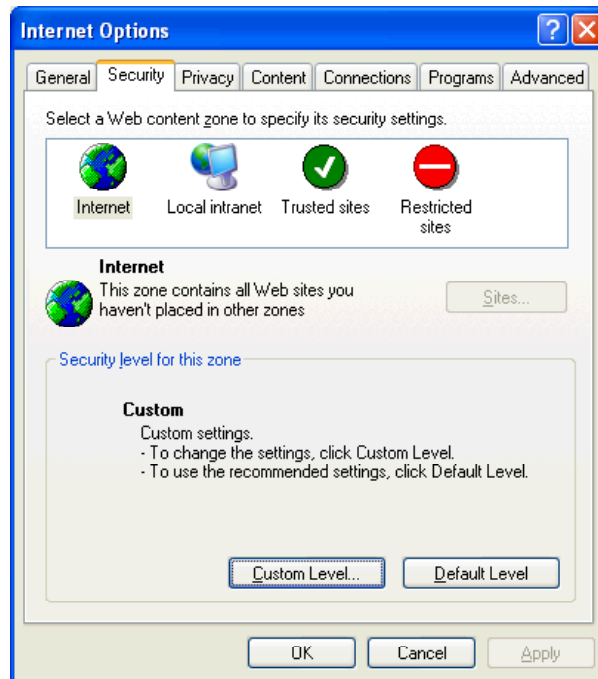 Internet Options
General Security Privacy Content Connections Programs Advanced
Select a Web content zone to specify its security settings.
Internet Local intranet Trusted sites Restricted
sites
Internet
This zone contains all Web sites you
haven't placed in other zones
Sites...
Security level for this zone
Custom
Custom settings.
- To change the settings, click Custom Level.
- To use the recommended settings, click Default Level.
Custom Level... Default Level
OK Cancel Apply